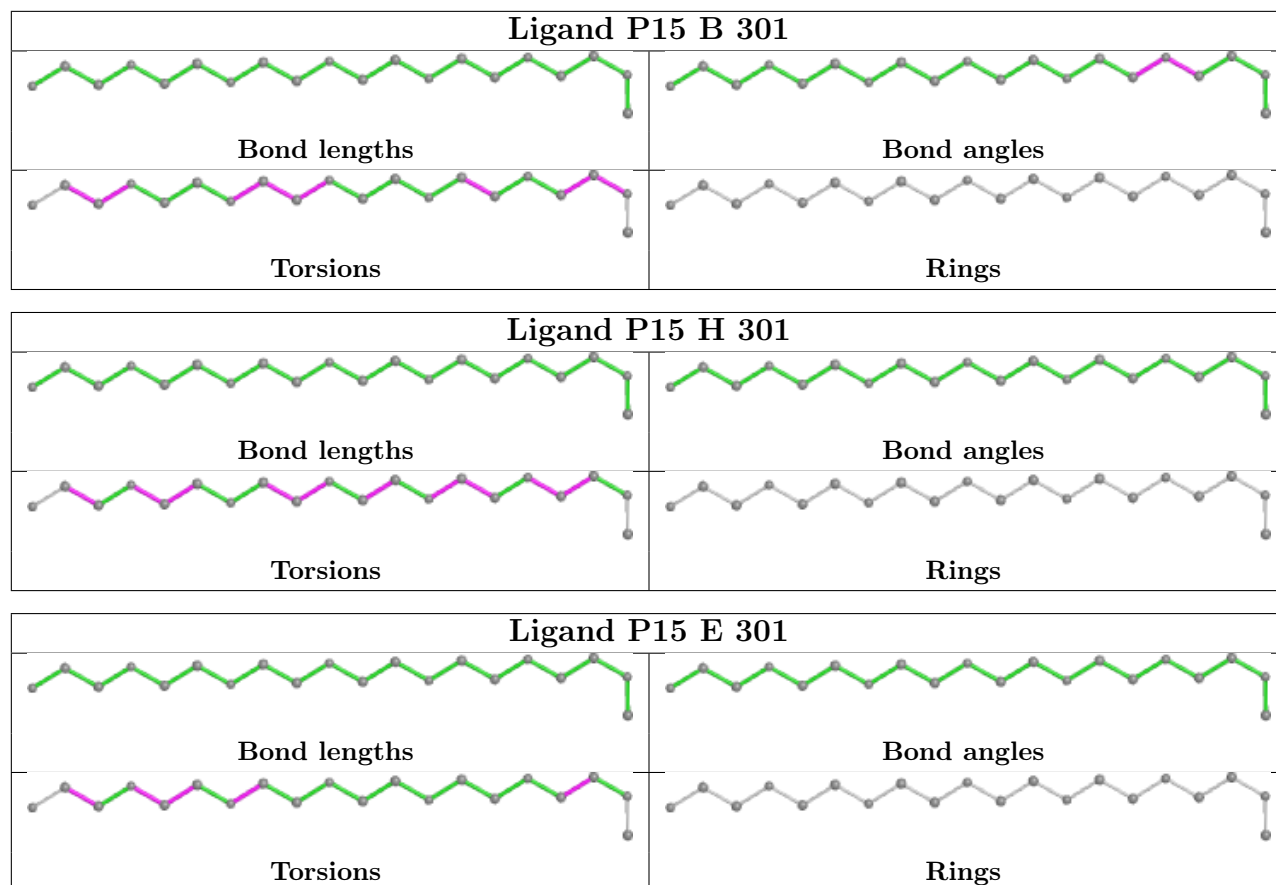 Ligand P15 B 301
Bond lengths
Bond angles
Torsions
Rings
Ligand P15 H 301
Bond lengths
Bond angles
Torsions
Rings
Ligand P15 E 301
Bond lengths
Bond angles
Torsions
Rings